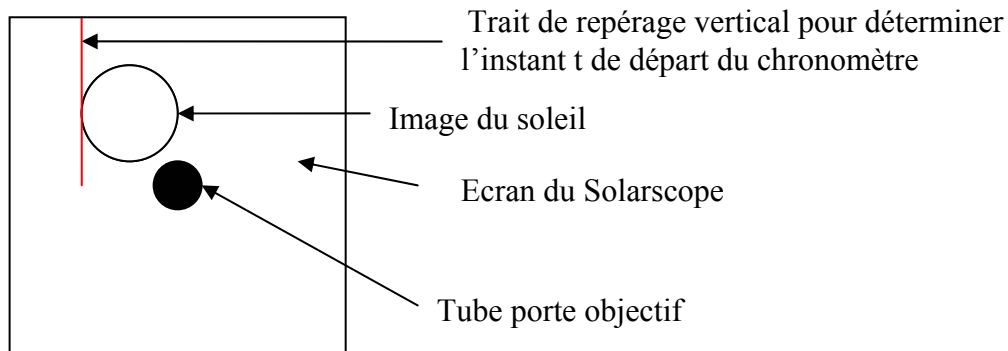 Trait de repérage vertical pour déterminer
l’instant t de départ du chronomètre
Image du soleil
Ecran du Solarscope
Tube porte objectif